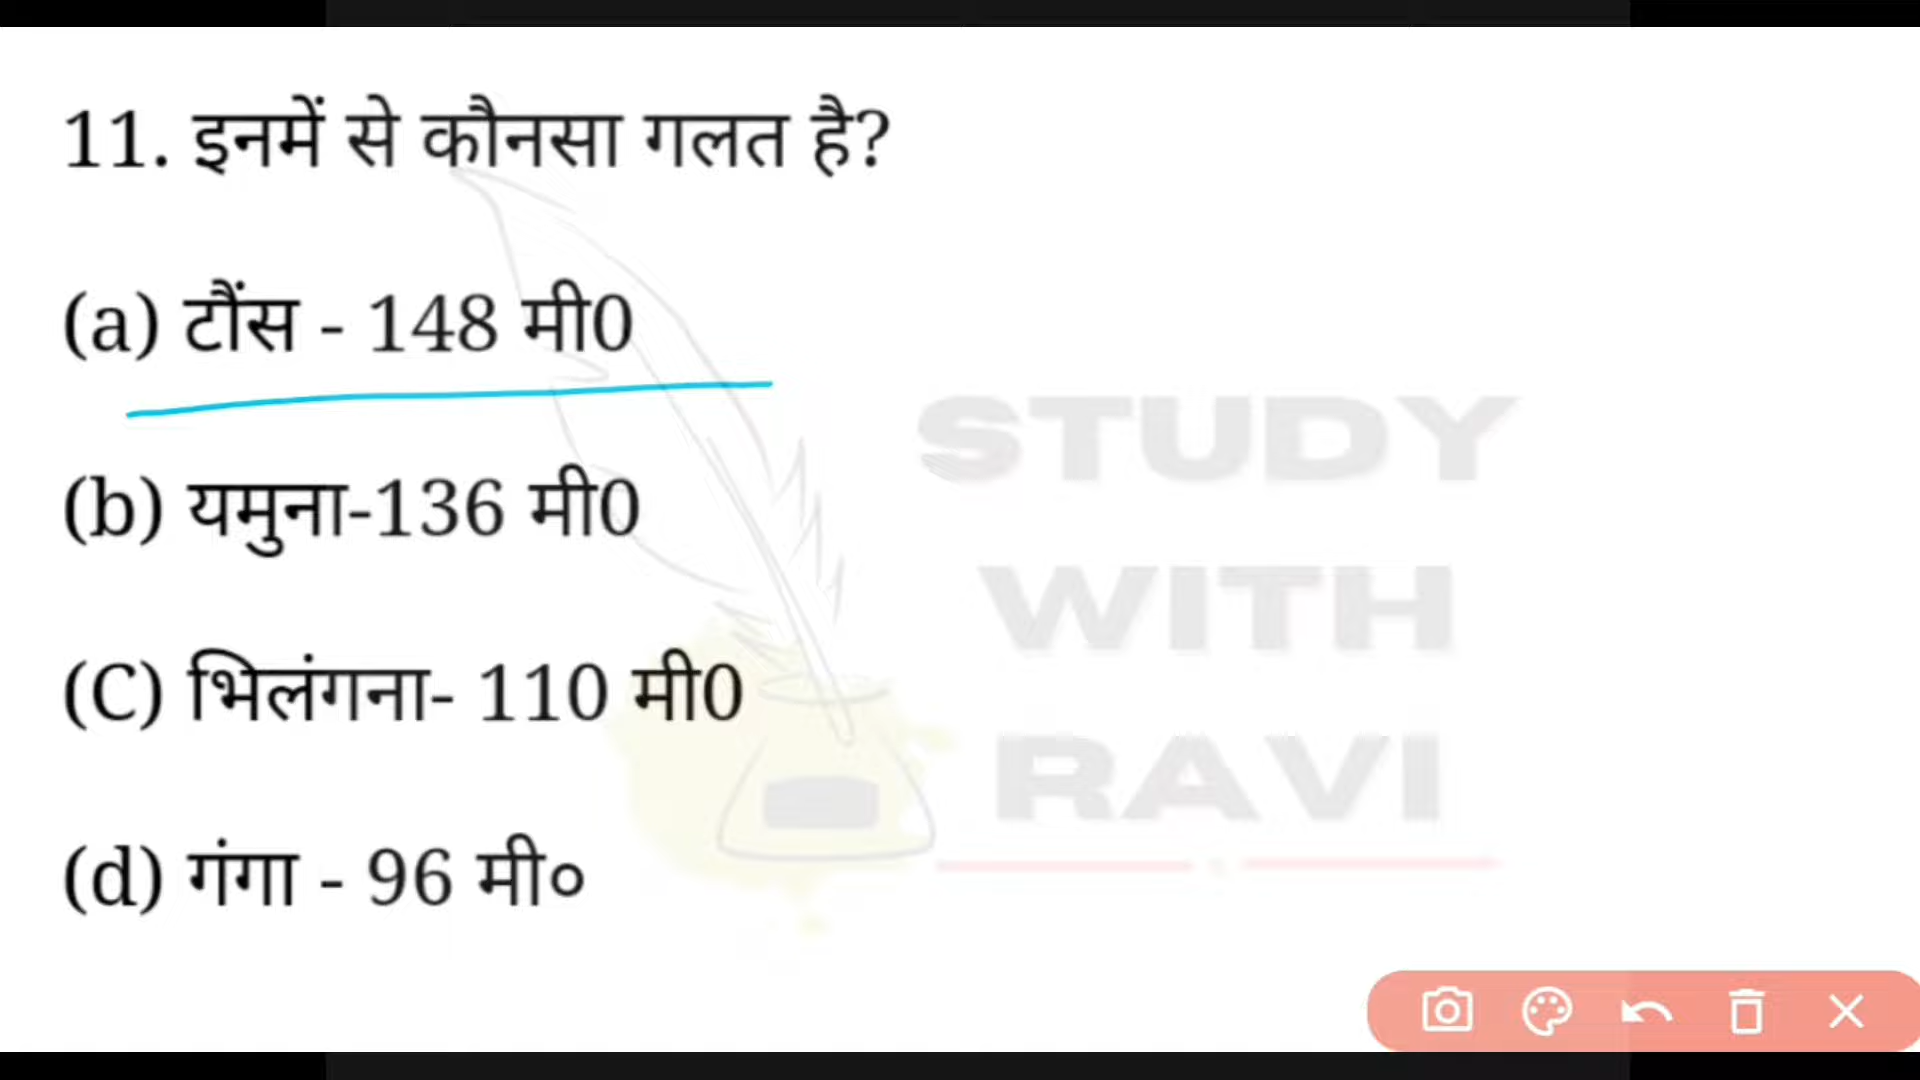 11. इनमें से कौनसा गलत है?
(a) टौंस - 148 मी0
(b) यमुना-136 मी0
(C) भिलंगना- 110 मी0
(d) गंगा - 96 मी०
STUDY
WITH
RAVI